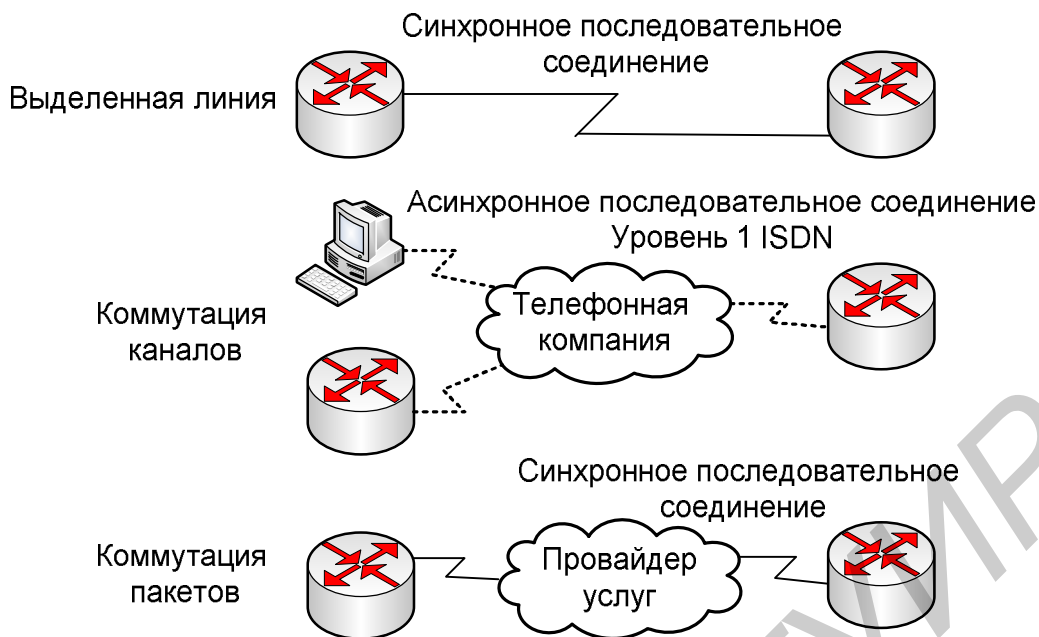 Синхронное последовательное
соединение
Выделенная линия
Асинхронное последовательное соединение
Уровень 1 ISDN
Коммутация
каналов
Телефонная
компания
Синхронное последовательное
соединение
Коммутация
пакетов
Провайдер
услуг